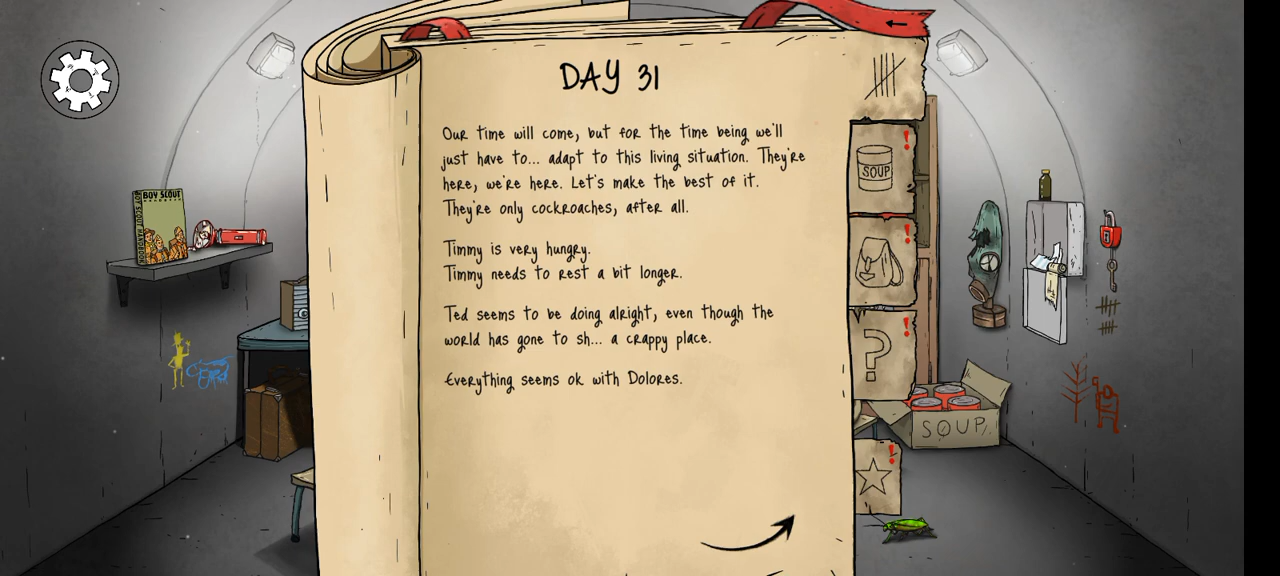 DAY 31
Our time will come, but for the time being we'll
just have to... adapt to this living situation. They're
here, we're here. Let's make the best of it.
They're only cockroaches, after all.
Timmy is very hungry.
Timmy needs to rest a bit longer.
Ted seems to be doing alright, even though the
world has gone to sh... a crappy place.
Everything seems ok with Dolores.
SOUP
!
!
?
!
!
BOY SCOUT
SOUP